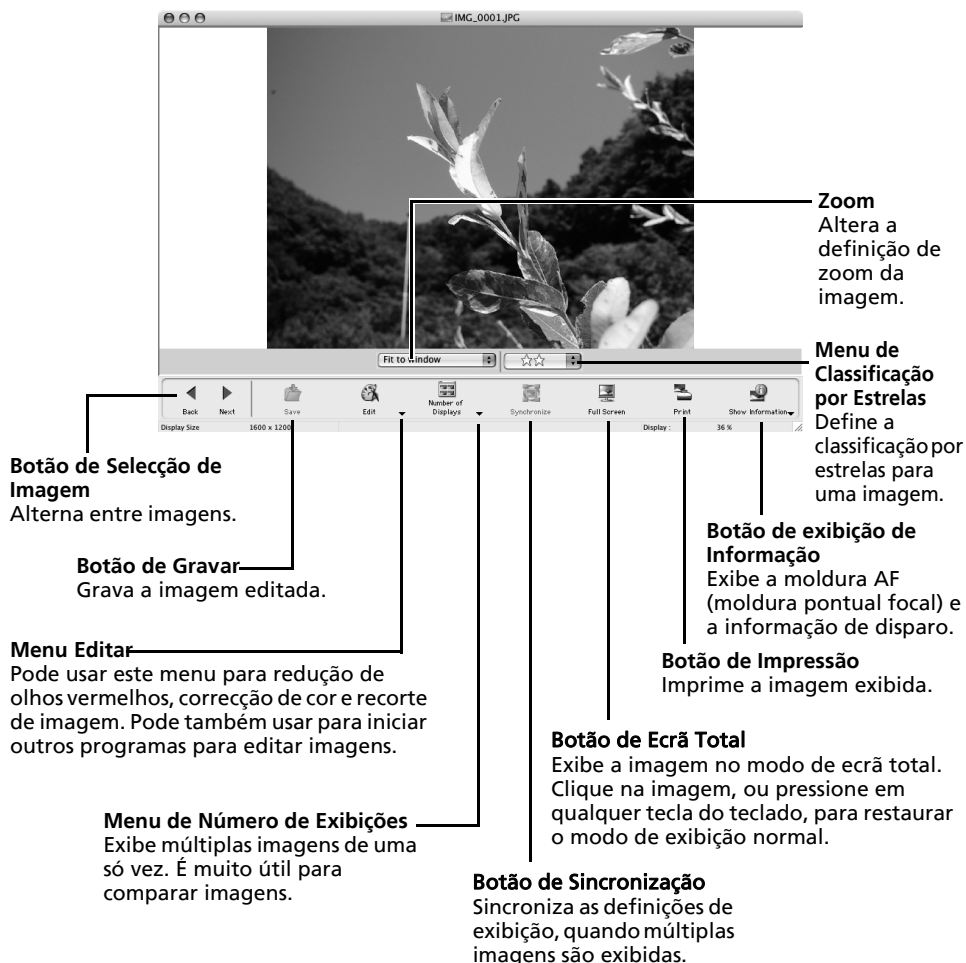 IMG_0001.JPG
Zoom
Altera a
definição de
zoom da
imagem.
Fit to window
Menu de
Classificação
por Estrelas
Define a
classificação por
estrelas para
uma imagem.
Back
Next
Save
Edit
Number of
Displays
Synchronize
Full Screen
Print
Show Information
Display Size
1600 x 1200
Display :
36 %
Botão de Selecção de
Imagem
Alterna entre imagens.
Botão de exibição de
Informação
Exibe a moldura AF
(moldura pontual focal) e
a informação de disparo.
Botão de Gravar
Grava a imagem editada.
Menu Editar
Pode usar este menu para redução de
olhos vermelhos, correcção de cor e recorte
de imagem. Pode também usar para iniciar
outros programas para editar imagens.
Botão de Impressão
Imprime a imagem exibida.
Botão de Ecrã Total
Exibe a imagem no modo de ecrã total.
Clique na imagem, ou pressione em
qualquer tecla do teclado, para restaurar
o modo de exibição normal.
Menu de Número de Exibições
Exibe múltiplas imagens de uma
só vez. É muito útil para
comparar imagens.
Botão de Sincronização
Sincroniza as definições de
exibição, quando múltiplas
imagens são exibidas.